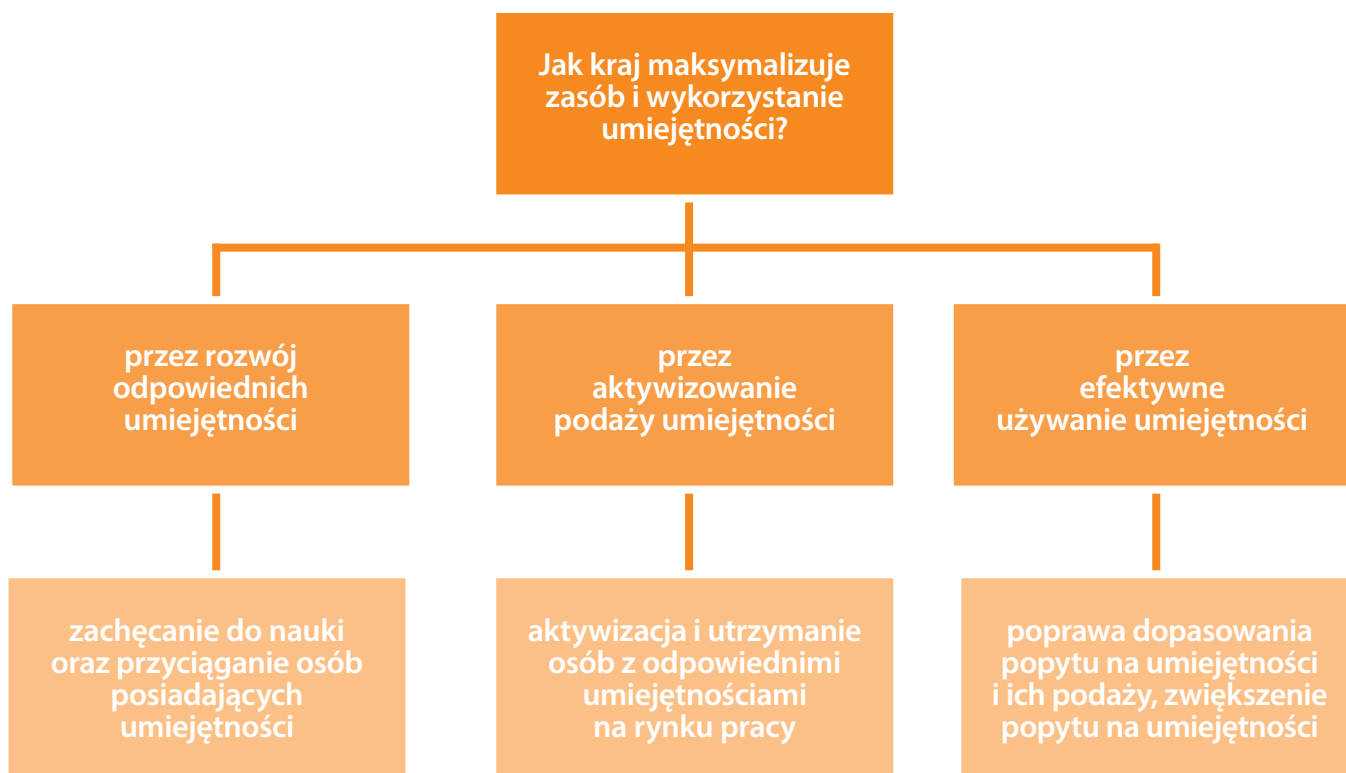 Jak kraj maksymalizuje
zasób i wykorzystanie
umiejętności?
przez rozwój
odpowiednich
umiejętności
przez
aktywizowanie
podaży umiejętności
przez
efektywne
używanie umiejętności
zachęcanie do nauki
oraz przyciąganie osób
posiadających
umiejętności
aktywizacja i utrzymanie
osób z odpowiednimi
umiejętnościami
na rynku pracy
poprawa dopasowania
popytu na umiejętności
i ich podaży, zwiększenie
popytu na umiejętności